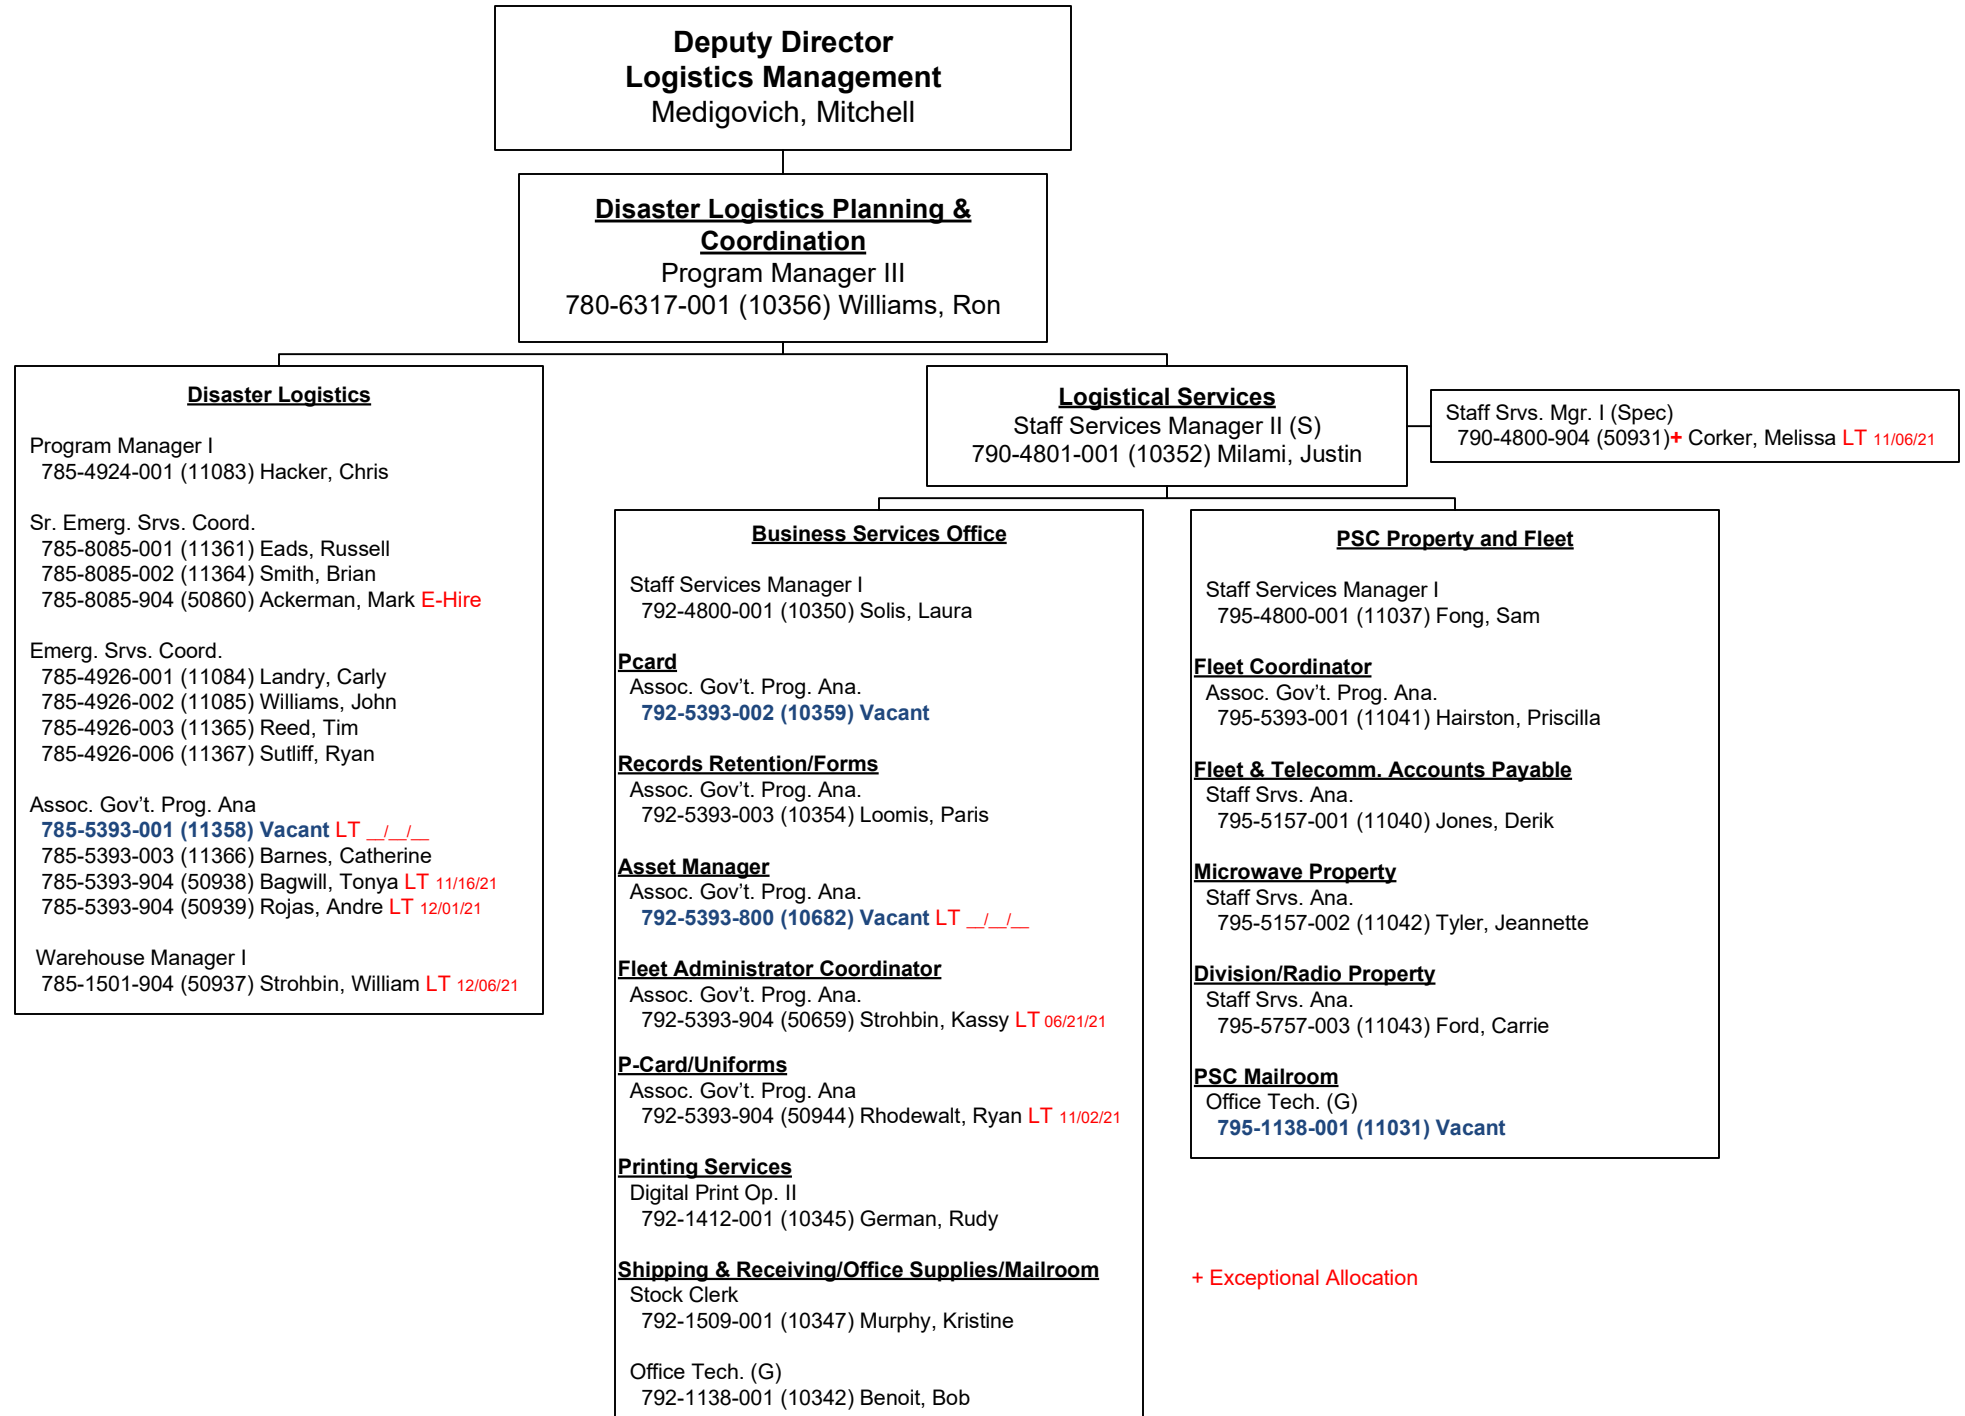 Deputy Director
Logistics Management
Medigovich, Mitchell
Disaster Logistics Planning &
Coordination
Program Manager III
780-6317-001 (10356) Williams, Ron
Disaster Logistics
Program Manager I
785-4924-001 (11083) Hacker, Chris
Sr. Emerg. Srvs. Coord.
785-8085-001 (11361) Eads, Russell
785-8085-002 (11364) Smith, Brian
785-8085-904 (50860) Ackerman, Mark E-Hire
Emerg. Srvs. Coord.
785-4926-001 (11084) Landry, Carly
785-4926-002 (11085) Williams, John
785-4926-003 (11365) Reed, Tim
785-4926-006 (11367) Sutliff, Ryan
Assoc. Gov’t. Prog. Ana
785-5393-001 (11358) Vacant LT __/__/__
785-5393-003 (11366) Barnes, Catherine
785-5393-904 (50938) Bagwill, Tonya LT 11/16/21
785-5393-904 (50939) Rojas, Andre LT 12/01/21
Warehouse Manager I
785-1501-904 (50937) Strohbin, William LT 12/06/21
Logistical Services
Staff Services Manager II (S)
790-4801-001 (10352) Milami, Justin
Staff Srvs. Mgr. I (Spec)
790-4800-904 (50931)+ Corker, Melissa LT 11/06/21
Business Services Office
Staff Services Manager I
792-4800-001 (10350) Solis, Laura
Pcard
Assoc. Gov’t. Prog. Ana.
792-5393-002 (10359) Vacant
Records Retention/Forms
Assoc. Gov’t. Prog. Ana.
792-5393-003 (10354) Loomis, Paris
Asset Manager
Assoc. Gov’t. Prog. Ana.
792-5393-800 (10682) Vacant LT __/__/__
Fleet Administrator Coordinator
Assoc. Gov’t. Prog. Ana.
792-5393-904 (50659) Strohbin, Kassy LT 06/21/21
P-Card/Uniforms
Assoc. Gov’t. Prog. Ana
792-5393-904 (50944) Rhodewalt, Ryan LT 11/02/21
Printing Services
Digital Print Op. II
792-1412-001 (10345) German, Rudy
Shipping & Receiving/Office Supplies/Mailroom
Stock Clerk
792-1509-001 (10347) Murphy, Kristine
Office Tech. (G)
792-1138-001 (10342) Benoit, Bob
PSC Property and Fleet
Staff Services Manager I
795-4800-001 (11037) Fong, Sam
Fleet Coordinator
Assoc. Gov’t. Prog. Ana.
795-5393-001 (11041) Hairston, Priscilla
Fleet & Telecomm. Accounts Payable
Staff Srvs. Ana.
795-5157-001 (11040) Jones, Derik
Microwave Property
Staff Srvs. Ana.
795-5157-002 (11042) Tyler, Jeannette
Division/Radio Property
Staff Srvs. Ana.
795-5757-003 (11043) Ford, Carrie
PSC Mailroom
Office Tech. (G)
795-1138-001 (11031) Vacant
+ Exceptional Allocation